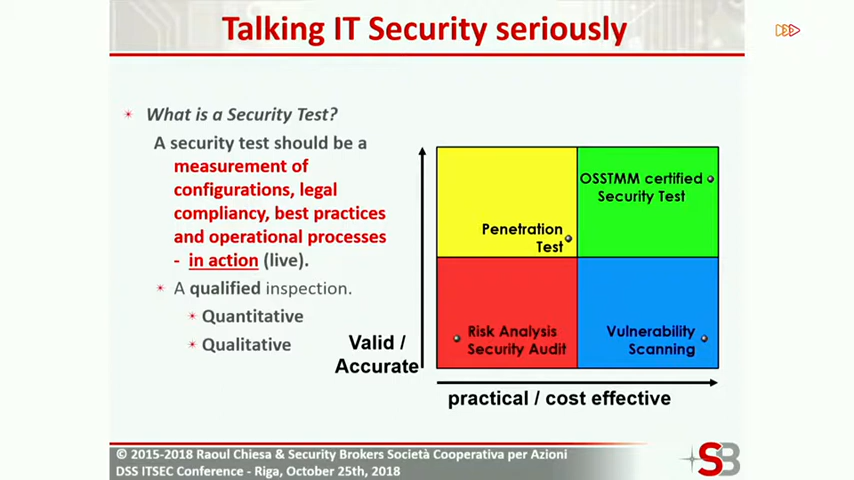 Talking IT Security seriously
What is a Security Test?
A security test should be a
measurement of
configurations, legal
compliancy, best practices
and operational processes
- in action (live).
A qualified inspection.
Quantitative
Qualitative
Valid /
Accurate
OSSTMM certified
Security Test
Penetration
Test
Risk Analysis
Security Audit
Vulnerability
Scanning
practical / cost effective
© 2015-2018 Raoul Chiesa & Security Brokers Società Cooperativa per Azioni
DSS ITSEC Conference - Riga, October 25th, 2018
SB